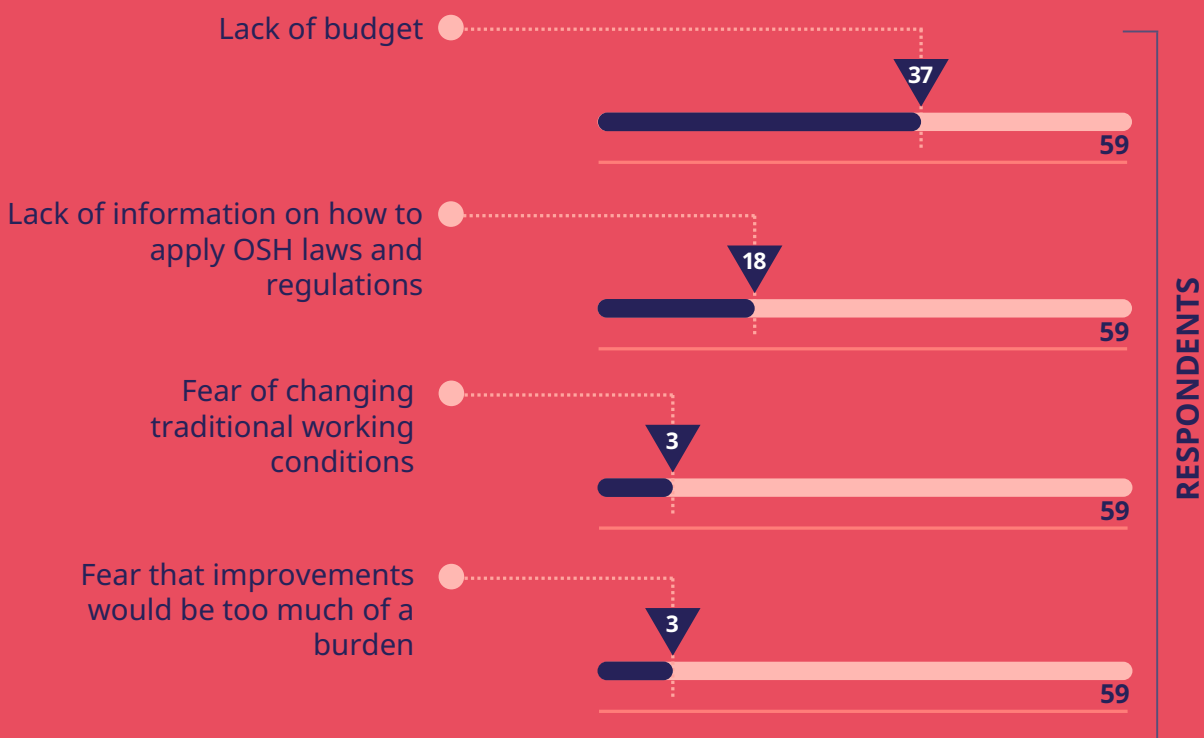 Lack of budget
37
59
Lack of information on how to
apply OSH laws and
regulations
18
59
Fear of changing
traditional working
conditions
3
59
Fear that improvements
would be too much of a
burden
3
59
RESPONDENTS